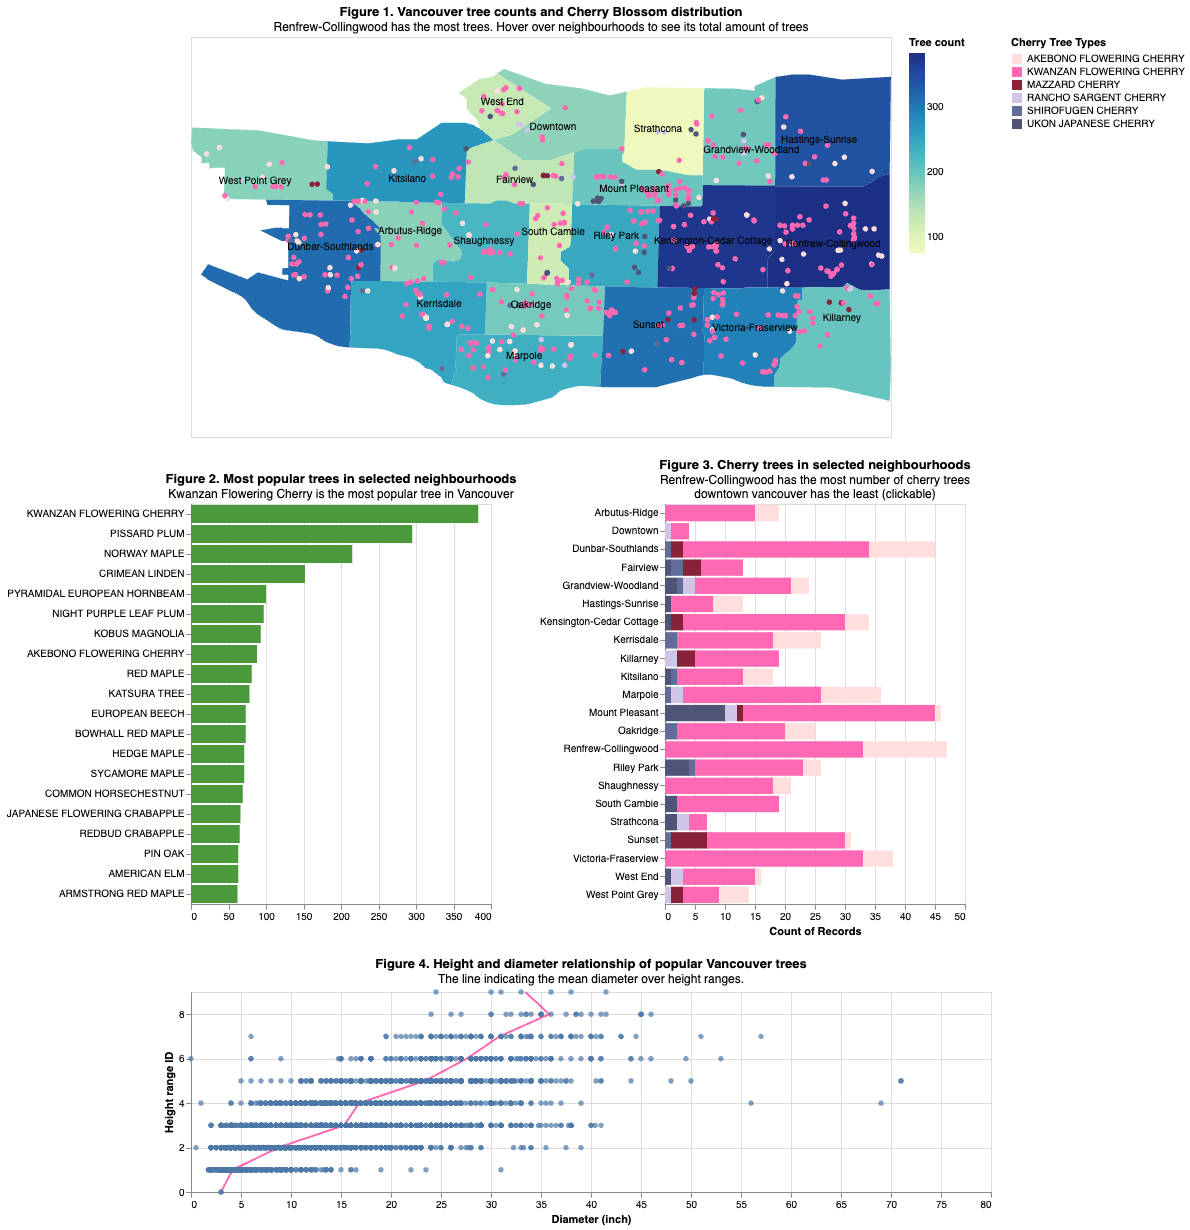 Figure 1. Vancouver tree counts and Cherry Blossom distribution
Renfrew-Collingwood has the most trees. Hover over neighbourhoods to see its total amount of trees
Tree count
300
200
100
Cherry Tree Types
AKEBONO FLOWERING CHERRY
KWANZAN FLOWERING CHERRY
MAZZARD CHERRY
RANCHO SARGENT CHERRY
SHIROFUGEN CHERRY
UKON JAPANESE CHERRY
West End
Downtown
Strathcona
Grandview-Woodland
Hastings-Sunrise
West Point Grey
Kitsilano
Fairview
Mount Pleasant
Dunbar-Southlands
Arbutus-Ridge
Shaughnessy
South Cambie
Riley Park
Kensington-Cedar Cottage
Renfrew-Collingwood
Kerrisdale
Oakridge
Sunset
Victoria-Fraserview
Killarney
Marpole
Figure 2. Most popular trees in selected neighbourhoods
Kwanzan Flowering Cherry is the most popular tree in Vancouver
KWANZAN FLOWERING CHERRY
PISSARD PLUM
NORWAY MAPLE
CRIMEAN LINDEN
PYRAMIDAL EUROPEAN HORNBEAM
NIGHT PURPLE LEAF PLUM
KOBUS MAGNOLIA
AKEBONO FLOWERING CHERRY
RED MAPLE
KATSURA TREE
EUROPEAN BEECH
BOWHALL RED MAPLE
HEDGE MAPLE
SYCAMORE MAPLE
COMMON HORSECHESTNUT
JAPANESE FLOWERING CRABAPPLE
REDBUD CRABAPPLE
PIN OAK
AMERICAN ELM
ARMSTRONG RED MAPLE
0 50 100 150 200 250 300 350 400
Figure 3. Cherry trees in selected neighbourhoods
Renfrew-Collingwood has the most number of cherry trees
downtown vancouver has the least (clickable)
Arbutus-Ridge
Downtown
Dunbar-Southlands
Fairview
Grandview-Woodland
Hastings-Sunrise
Kensington-Cedar Cottage
Kerrisdale
Killarney
Kitsilano
Marpole
Mount Pleasant
Oakridge
Renfrew-Collingwood
Riley Park
Shaughnessy
South Cambie
Strathcona
Sunset
Victoria-Fraserview
West End
West Point Grey
0 5 10 15 20 25 30 35 40 45 50
Count of Records
Figure 4. Height and diameter relationship of popular Vancouver trees
The line indicating the mean diameter over height ranges.
Height range ID
8
6
4
2
0
0 5 10 15 20 25 30 35 40 45 50 55 60 65 70 75 80
Diameter (inch)